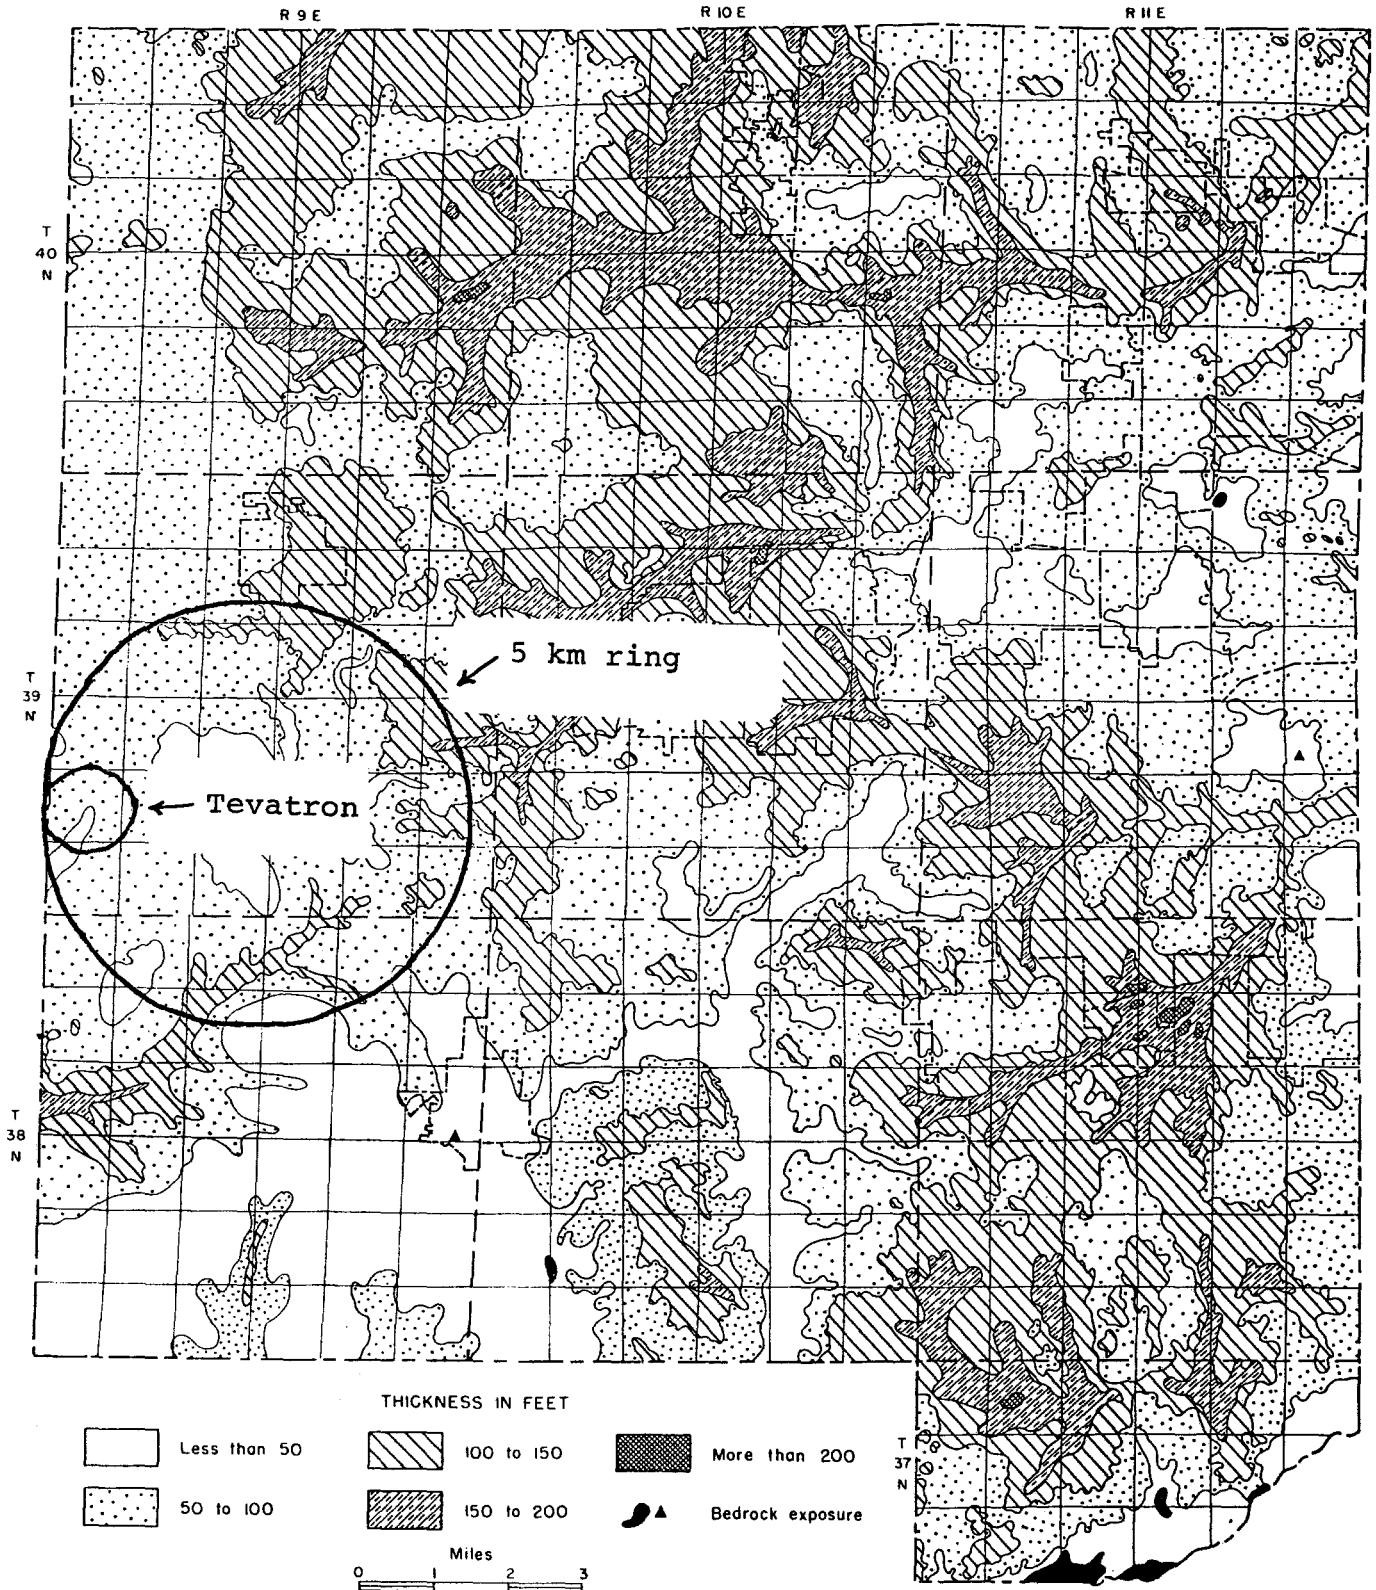 R 9 E
R 10 E
R 11 E
T
40
N
5 km ring
T
39
N
Tevatron
T
38
N
THICKNESS IN FEET
Less than 50
100 to 150
More than 200
50 to 100
150 to 200
Bedrock exposure
T
37
N
Miles
0 1 2 3